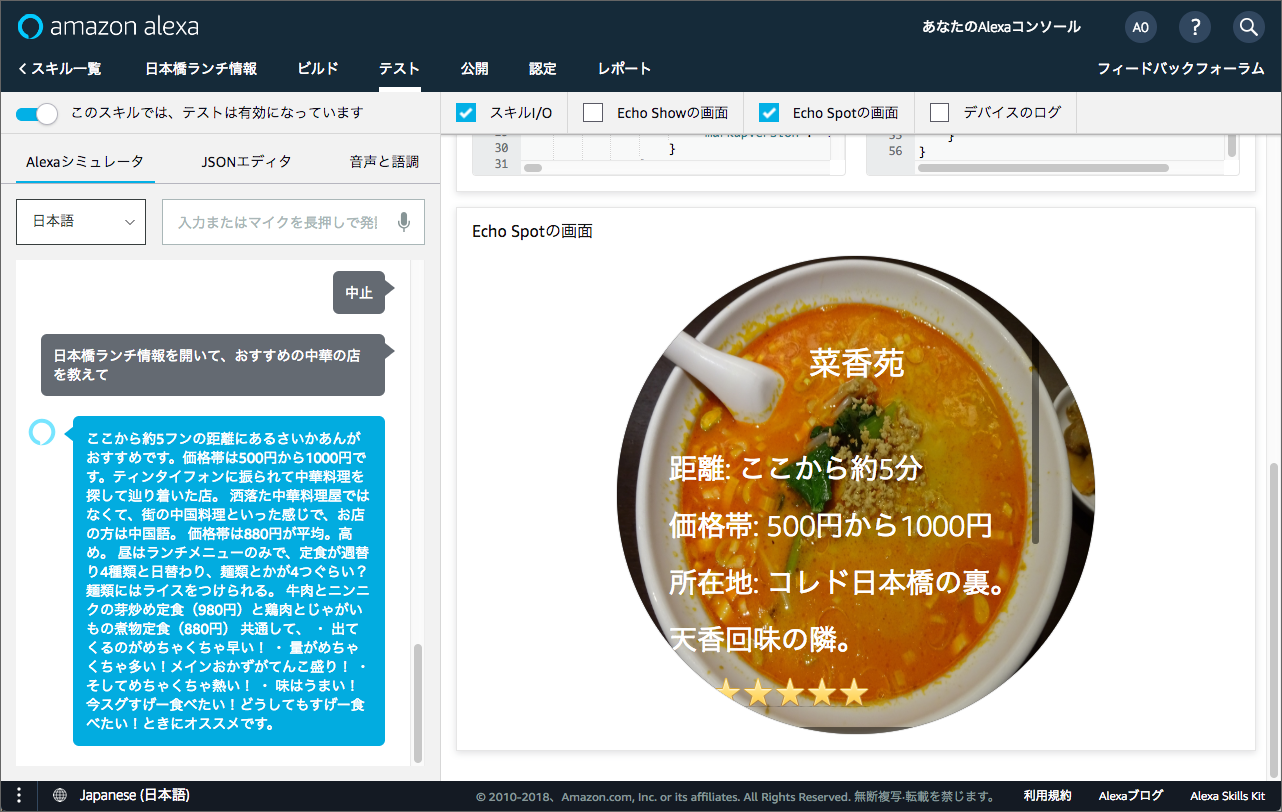 amazon alexa
あなたのAlexaコンソール
A0
?
スキル一覧
日本橋ランチ情報
ビルド
テスト
公開
認定
レポート
フィードバックフォーラム
このスキルでは、テストは有効になっています
スキルI/O
Echo Showの画面
Echo Spotの画面
デバイスのログ
Alexaシミュレータ
JSONエディタ
音声と語調
30
}
31
55
}
56
}
日本語
入力またはマイクを長押しで発
Echo Spotの画面
中止
日本橋ランチ情報を開いて、おすすめの中華の店
を教えて
ここから約5フンの距離にあるさいかあんが
おすすめです。価格帯は500円から1000円で
す。ティンタイフォンに振られて中華料理を
探して辿り着いた店。 洒落た中華料理屋では
なくて、街の中国料理といった感じで、お店
の方は中国語。 価格帯は880円が平均。高
め。 昼はランチメニューのみで、定食が週替
り4種類と日替わり、麺類とかが4つぐらい？
麺類にはライスをつけられる。 牛肉とニンニ
クの芽炒め定食（980円）と鶏肉とじゃがい
もの煮物定食（880円） 共通して、 ・ 出て
くるのがめちゃくちゃ早い！ ・ 量がめちゃ
くちゃ多い！メインおかずがてんこ盛り！ ・
そしてめちゃくちゃ熱い！ ・ 味はうまい！
今スグすげー食べたい！どうしてもすげー食
べたい！ときにオススメです。
菜香苑
距離: ここから約5分
価格帯: 500円から1000円
所在地: コレド日本橋の裏。
天香回味の隣。
Japanese (日本語)
© 2010-2018、Amazon.com, Inc. or its affiliates. All Rights Reserved. 無断複写·転載を禁じます。
利用規約
Alexaブログ
Alexa Skills Kit